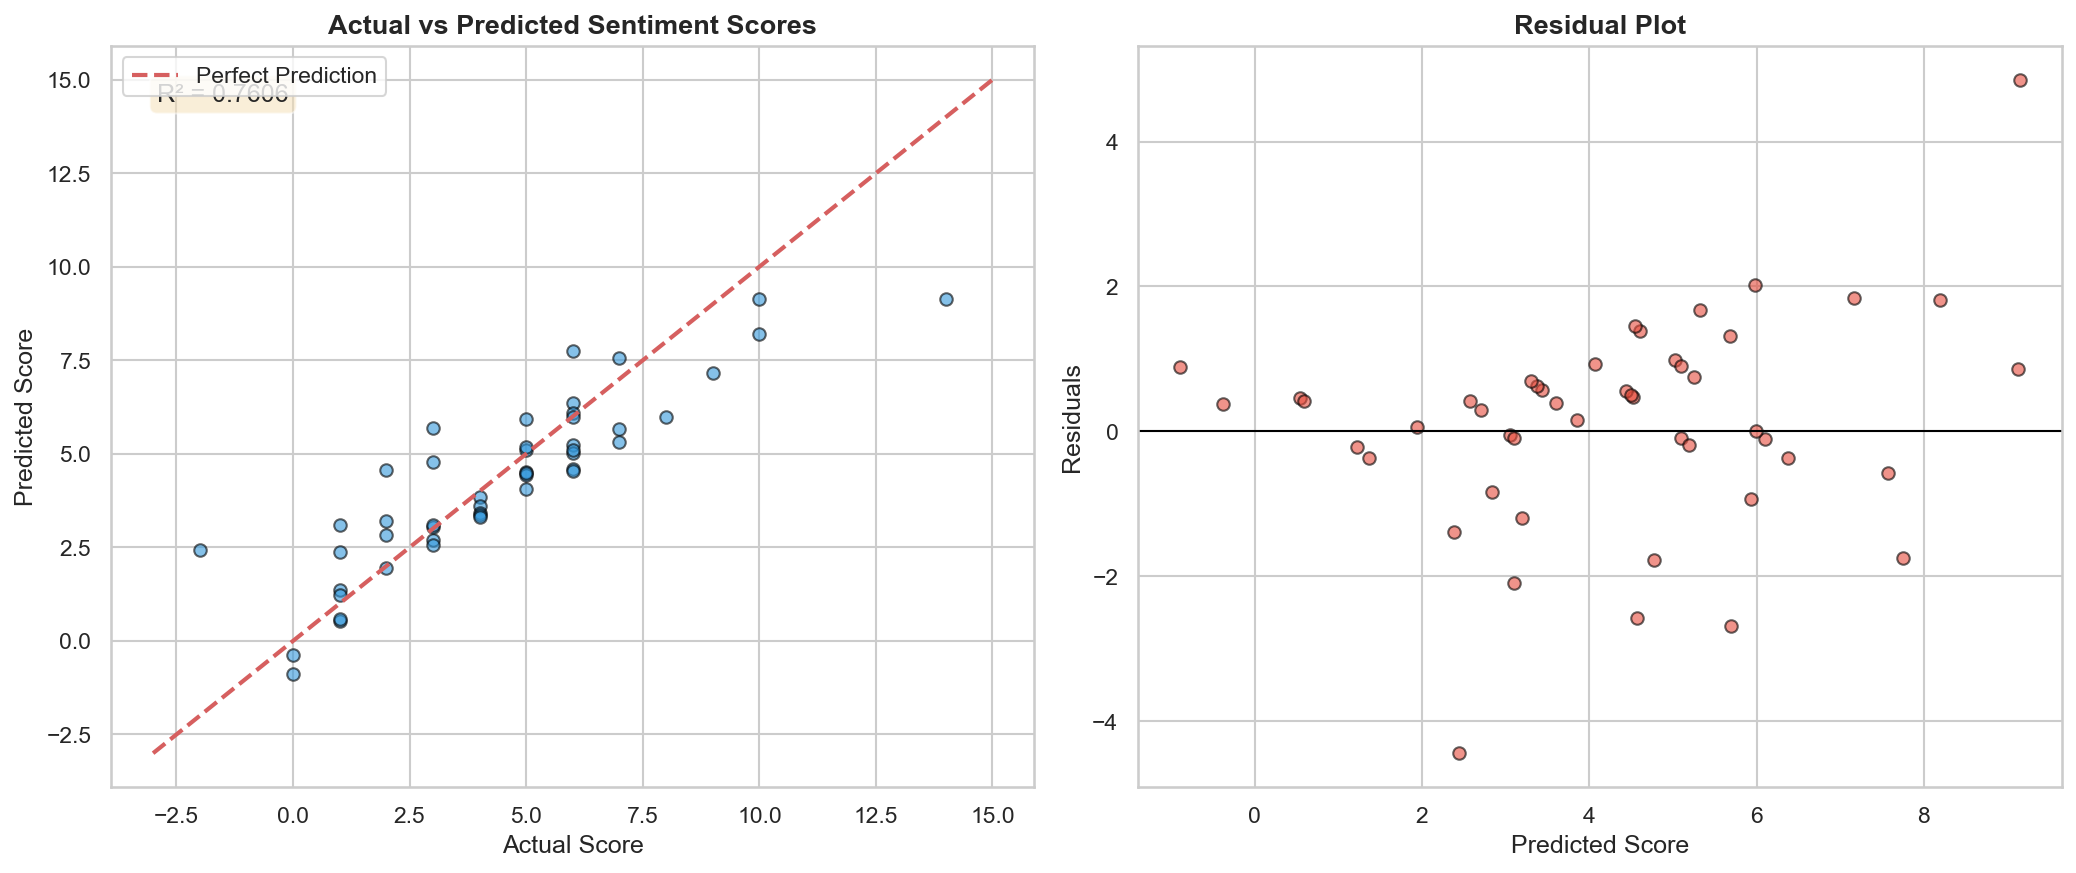 Actual vs Predicted Sentiment Scores
Perfect Prediction
R² = 0.7606
15.0
12.5
10.0
7.5
5.0
2.5
0.0
−2.5
Predicted Score
−2.5 0.0 2.5 5.0 7.5 10.0 12.5 15.0
Actual Score
Residual Plot
4
2
0
−2
−4
Residuals
0 2 4 6 8
Predicted Score